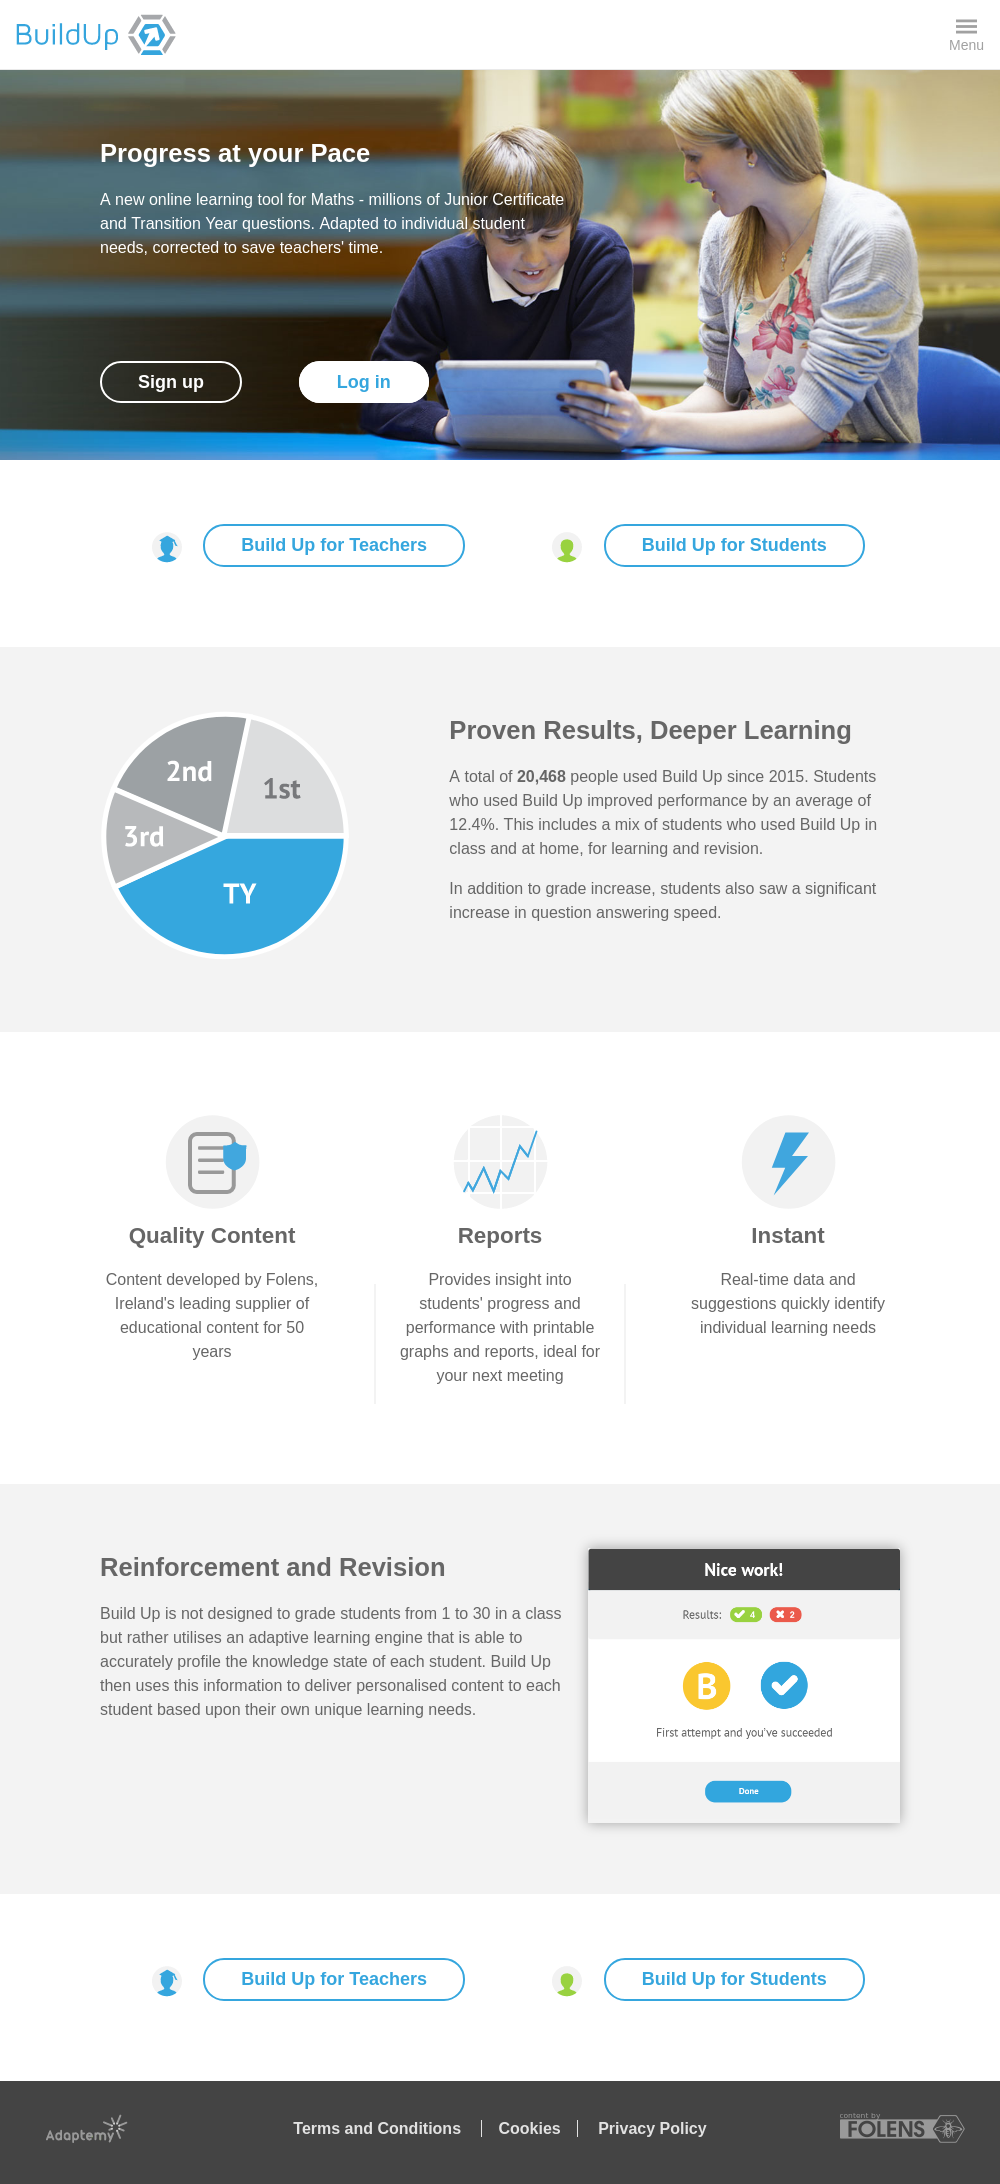 BuildUp
Menu
Progress at your Pace
A new online learning tool for Maths - millions of Junior Certificate
and Transition Year questions. Adapted to individual student
needs, corrected to save teachers' time.
Sign up
Log in
Build Up for Teachers
Build Up for Students
2nd
1st
3rd
TY
Proven Results, Deeper Learning
A total of 20,468 people used Build Up since 2015. Students
who used Build Up improved performance by an average of
12.4%. This includes a mix of students who used Build Up in
class and at home, for learning and revision.
In addition to grade increase, students also saw a significant
increase in question answering speed.
Quality Content
Content developed by Folens,
Ireland's leading supplier of
educational content for 50
years
Reports
Provides insight into
students' progress and
performance with printable
graphs and reports, ideal for
your next meeting
Instant
Real-time data and
suggestions quickly identify
individual learning needs
Reinforcement and Revision
Build Up is not designed to grade students from 1 to 30 in a class
but rather utilises an adaptive learning engine that is able to
accurately profile the knowledge state of each student. Build Up
then uses this information to deliver personalised content to each
student based upon their own unique learning needs.
Nice work!
Results: 4 2
B
First attempt and you've succeeded
Done
Build Up for Teachers
Build Up for Students
Adaptemy
Terms and Conditions
Cookies
Privacy Policy
content by
FOLENS